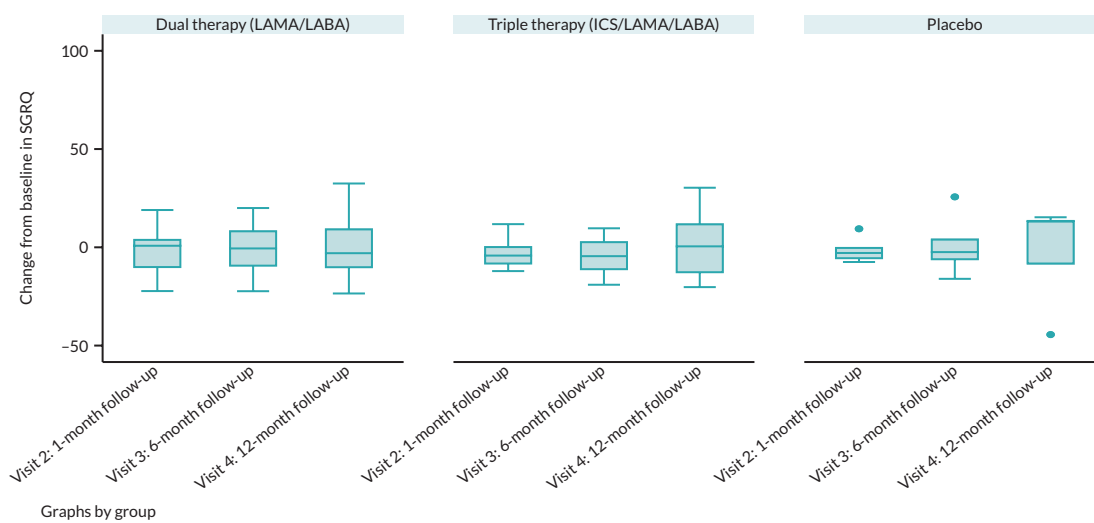 Dual therapy (LAMA/LABA)
Triple therapy (ICS/LAMA/LABA)
Placebo
Change from baseline in SGRQ
100
50
0
–50
Visit 2: 1-month follow-up
Visit 3: 6-month follow-up
Visit 4: 12-month follow-up
Visit 2: 1-month follow-up
Visit 3: 6-month follow-up
Visit 4: 12-month follow-up
Visit 2: 1-month follow-up
Visit 3: 6-month follow-up
Visit 4: 12-month follow-up
Graphs by group